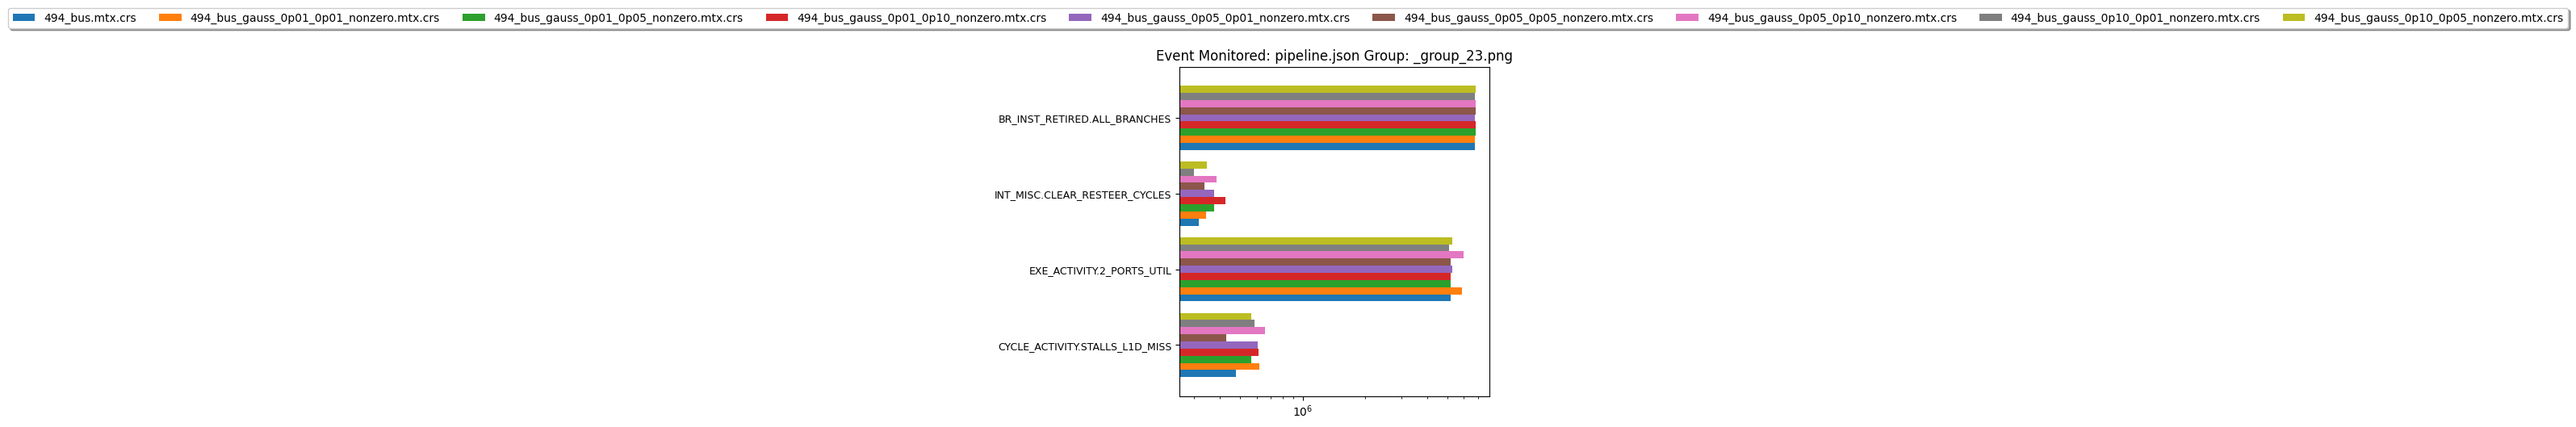 494_bus.mtx.crs 494_bus_gauss_0p01_0p01_nonzero.mtx.crs 494_bus_gauss_0p01_0p05_nonzero.mtx.crs 494_bus_gauss_0p01_0p10_nonzero.mtx.crs 494_bus_gauss_0p05_0p01_nonzero.mtx.crs 494_bus_gauss_0p05_0p05_nonzero.mtx.crs 494_bus_gauss_0p05_0p10_nonzero.mtx.crs 494_bus_gauss_0p10_0p01_nonzero.mtx.crs 494_bus_gauss_0p10_0p05_nonzero.mtx.crs
Event Monitored: pipeline.json Group: _group_23.png
BR_INST_RETIRED.ALL_BRANCHES
INT_MISC.CLEAR_RESTEER_CYCLES
EXE_ACTIVITY.2_PORTS_UTIL
CYCLE_ACTIVITY.STALLS_L1D_MISS
10⁶